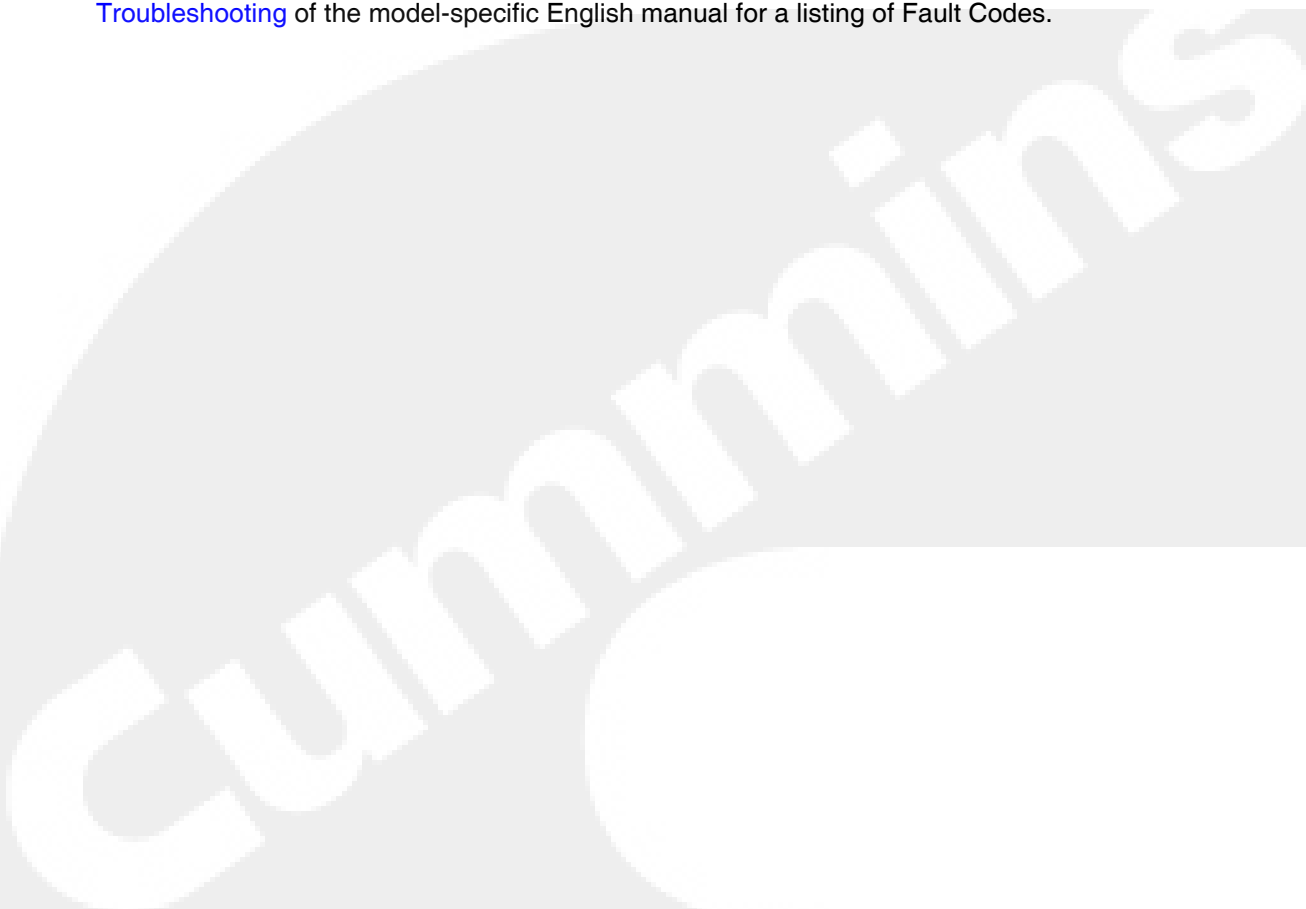 Troubleshooting of the model-specific English manual for a listing of Fault Codes.
Cummins